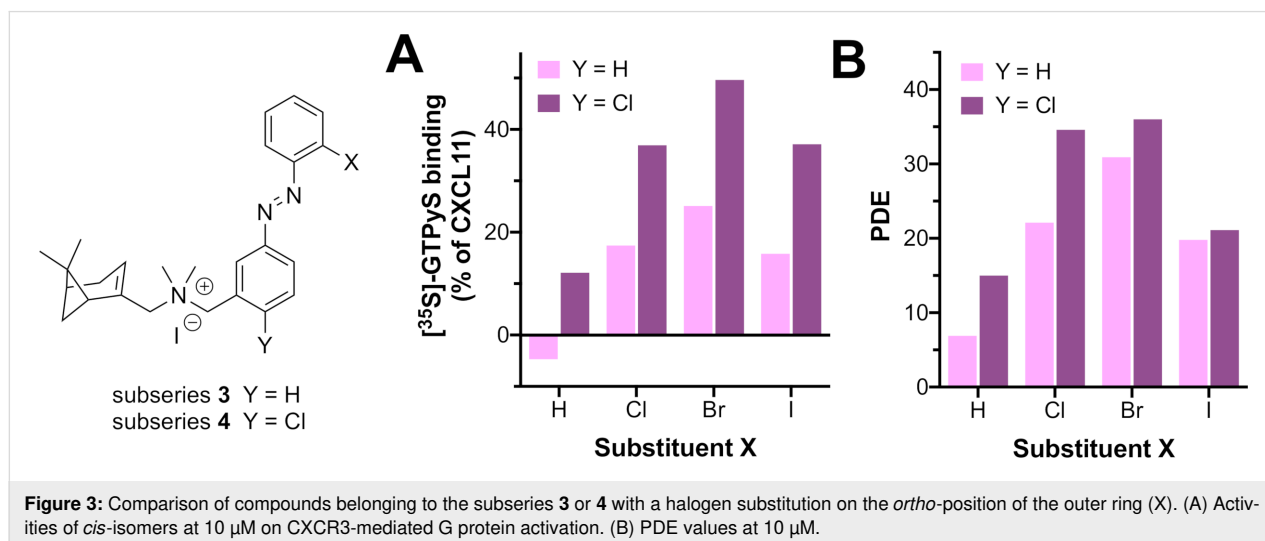 A
B
Y = H
Y = Cl
[³⁵S]-GTPyS binding
(% of CXCL11)
40
20
0
H Cl Br I
Substituent X
Y = H
Y = Cl
PDE
40
30
20
10
0
H Cl Br I
Substituent X
X
N
N
N
+
I
−
Y
subseries 3 Y = H
subseries 4 Y = Cl
Figure 3: Comparison of compounds belonging to the subseries 3 or 4 with a halogen substitution on the ortho-position of the outer ring (X). (A) Activ-
ities of cis-isomers at 10 µM on CXCR3-mediated G protein activation. (B) PDE values at 10 µM.